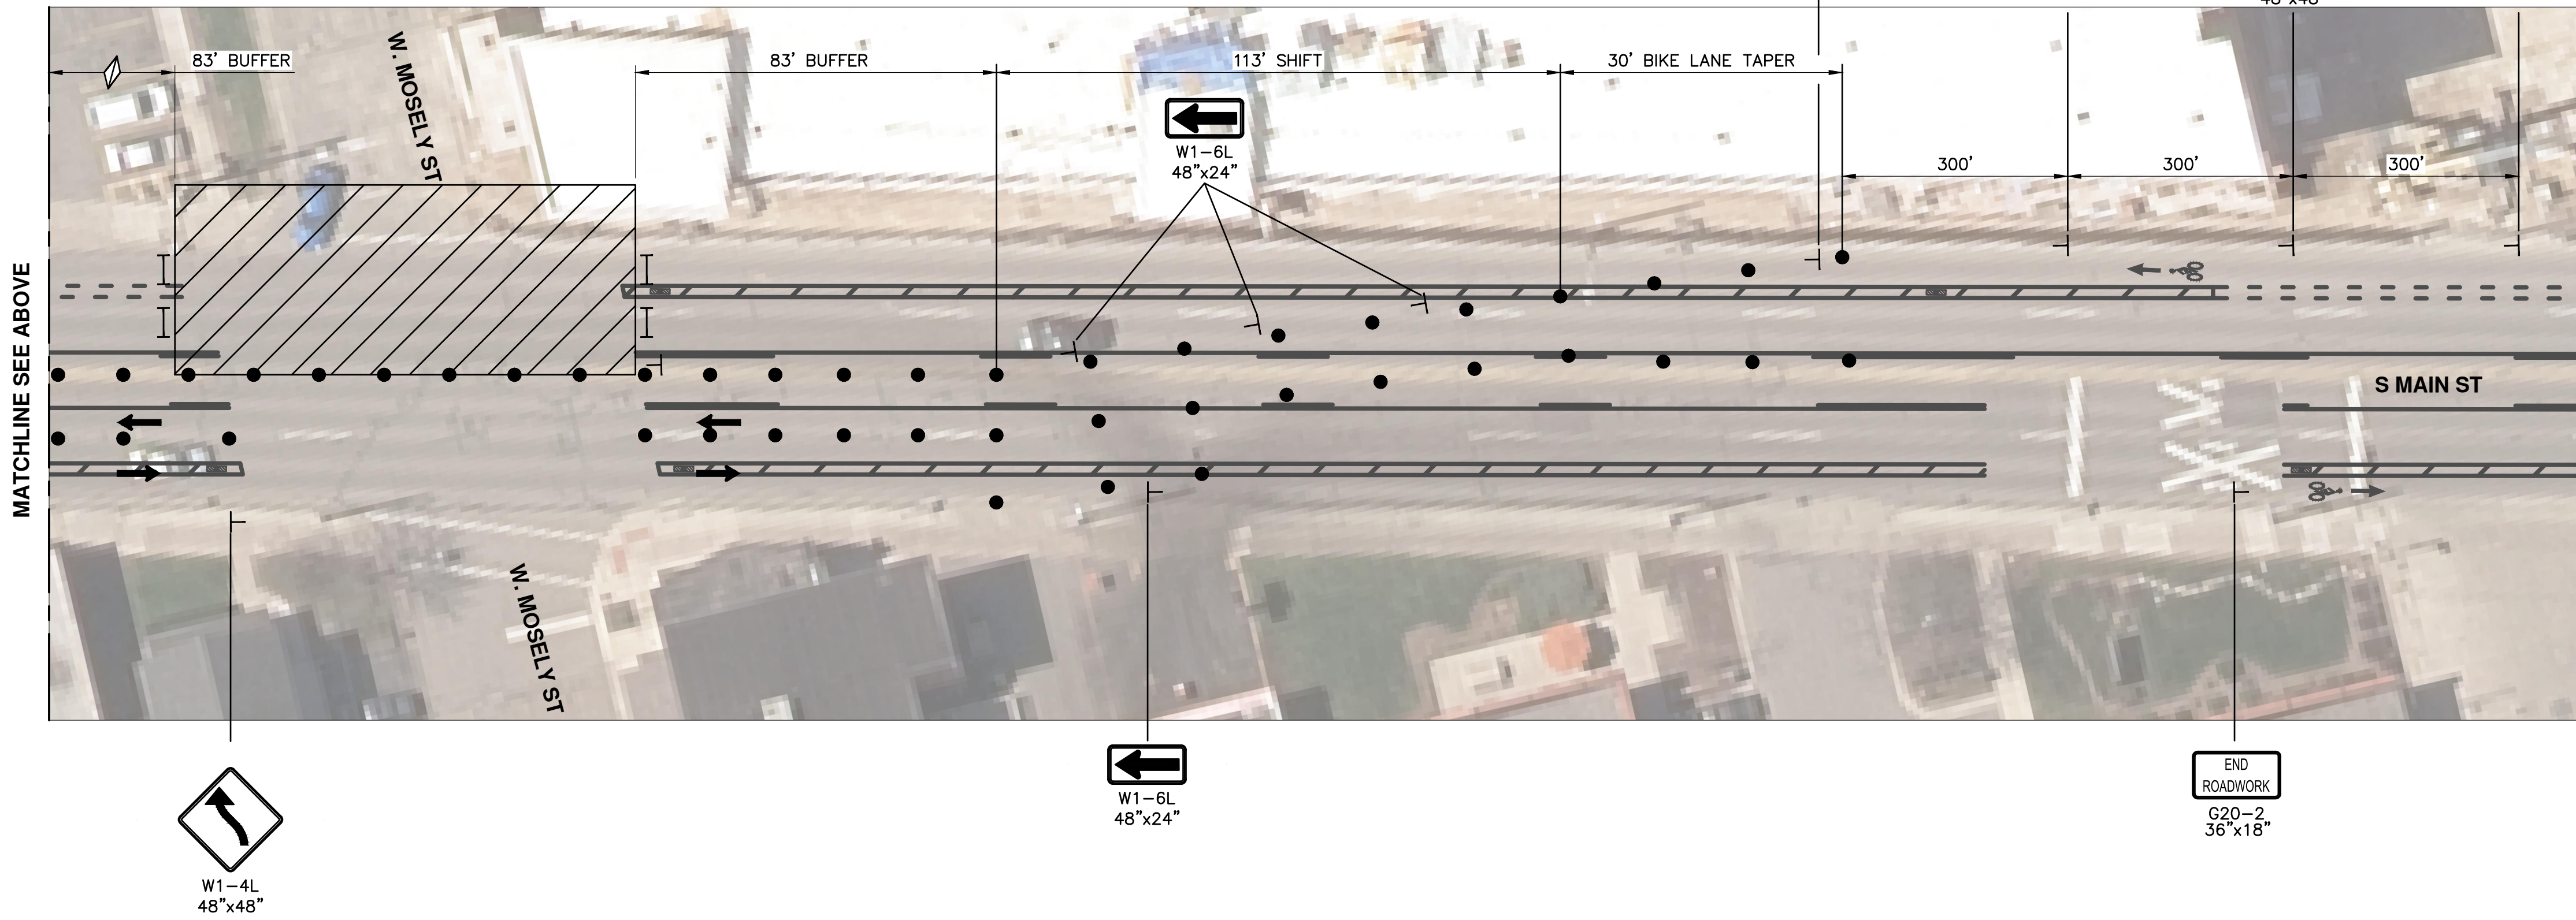 48"x48"
83' BUFFER
83' BUFFER
113' SHIFT
30' BIKE LANE TAPER
W. MOSELY ST
W1-6L
48"x24"
300'
300'
300'
MATCHLINE SEE ABOVE
S MAIN ST
W. MOSELY ST
W1-4L
48"x48"
W1-6L
48"x24"
END
ROADWORK
G20-2
36"x18"